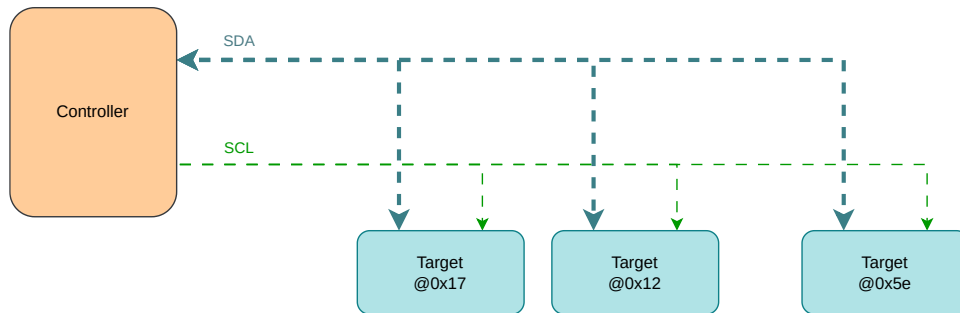 SDA
Controller
SCL
Target
@0x17
Target
@0x12
Target
@0x5e